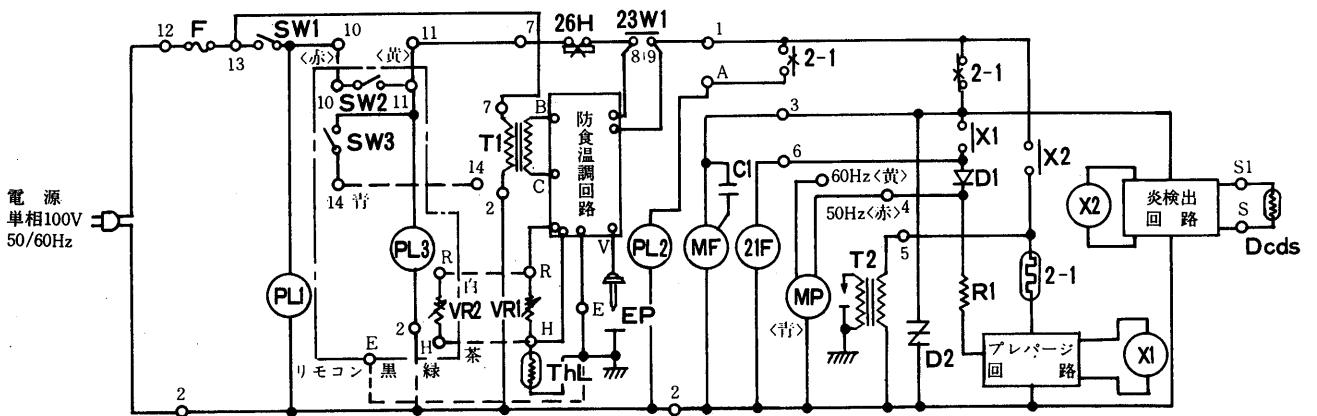 12
F
13
SW1
10
<赤>
<黄>
11
7
26H
23W1
8 9
1
2-1
A
2-1
10
SW2
11
7
B
防食温調回路
3
SW3
T1
C1
6
X1
X2
14
60Hz<黄>
D1
炎検出
回 路
S1
電 源
単相100V
50/60Hz
14
青
C
2
50Hz<赤>
4
X2
S
Dcds
PL3
V
PL2
MF
21F
T2
5
R
白
R
PL1
VR2
VR1
E
EP
MP
R1
2-1
2
<青>
E
H
茶
H
D2
プレパージ
回 路
X1
リモコン
黒
緑
ThL
2
2
2